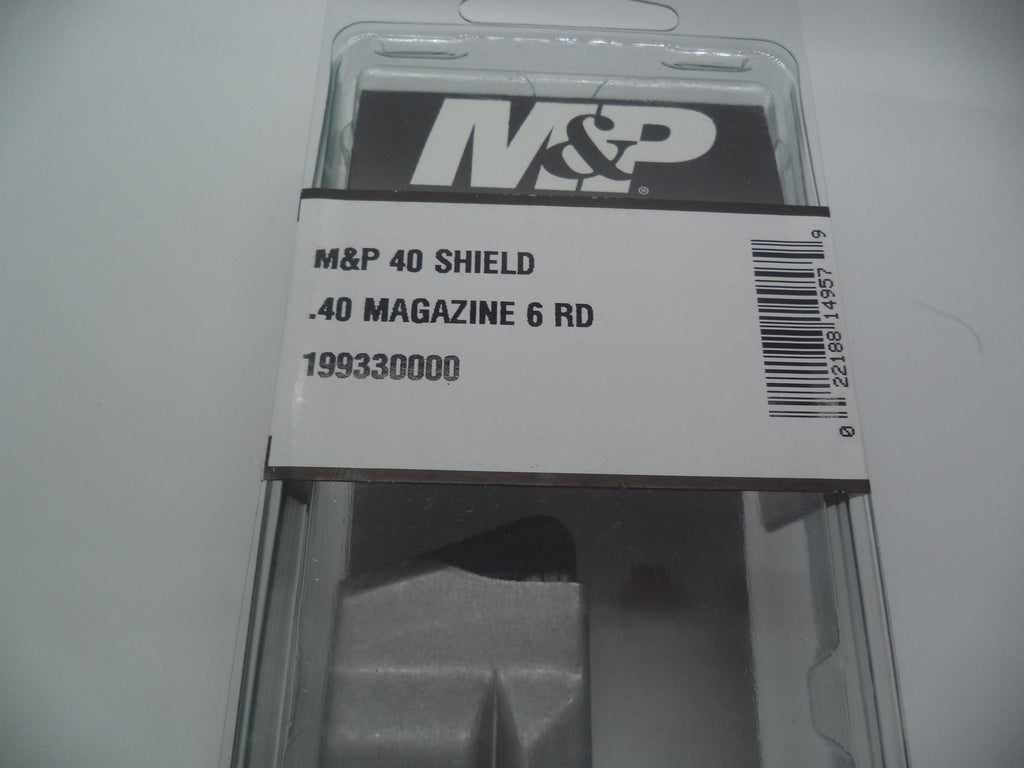 M&P®
M&P 40 SHIELD
.40 MAGAZINE 6 RD
199330000
0 22188 14957 9